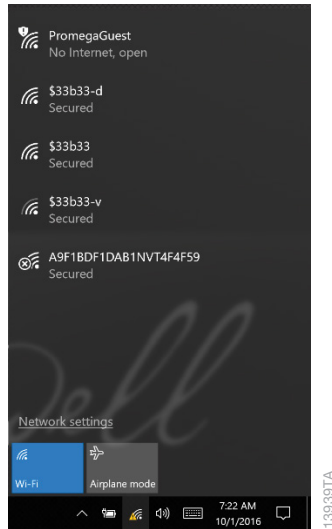 PromegaGuest
No Internet, open
$33b33-d
Secured
$33b33
Secured
$33b33-v
Secured
A9F1BDF1DAB1NVT4F4F59
Secured
Dell
Network settings
Wi-Fi
Airplane mode
7:22 AM
10/1/2016
13939TA